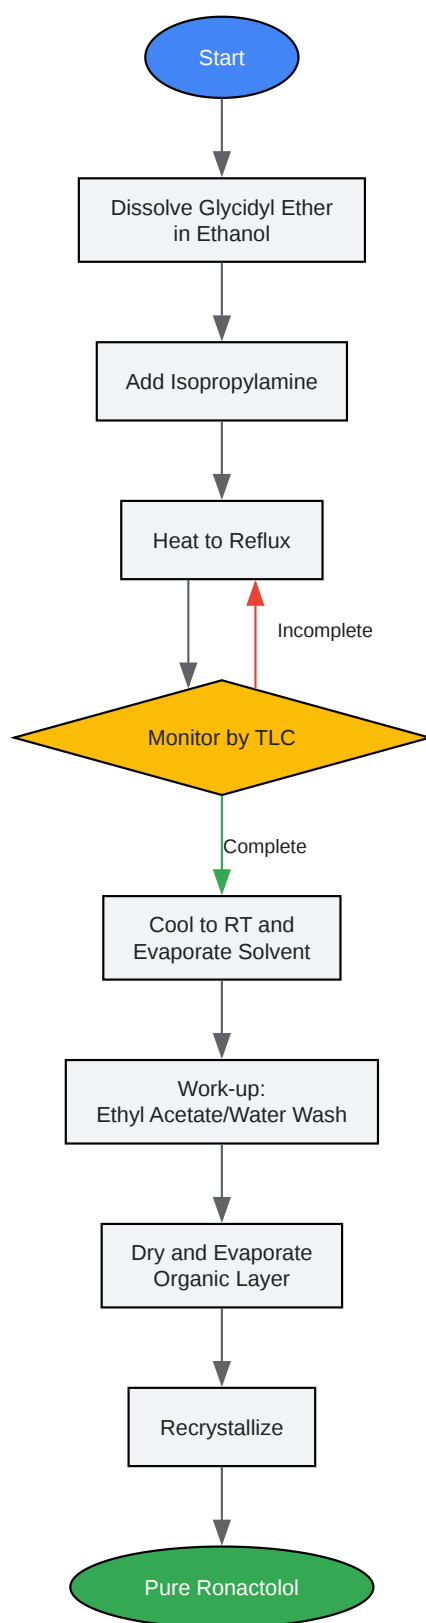 Start
Dissolve Glycidyl Ether
in Ethanol
Add Isopropylamine
Heat to Reflux
Incomplete
Monitor by TLC
Complete
Cool to RT and
Evaporate Solvent
Work-up:
Ethyl Acetate/Water Wash
Dry and Evaporate
Organic Layer
Recrystallize
Pure Ronactolol